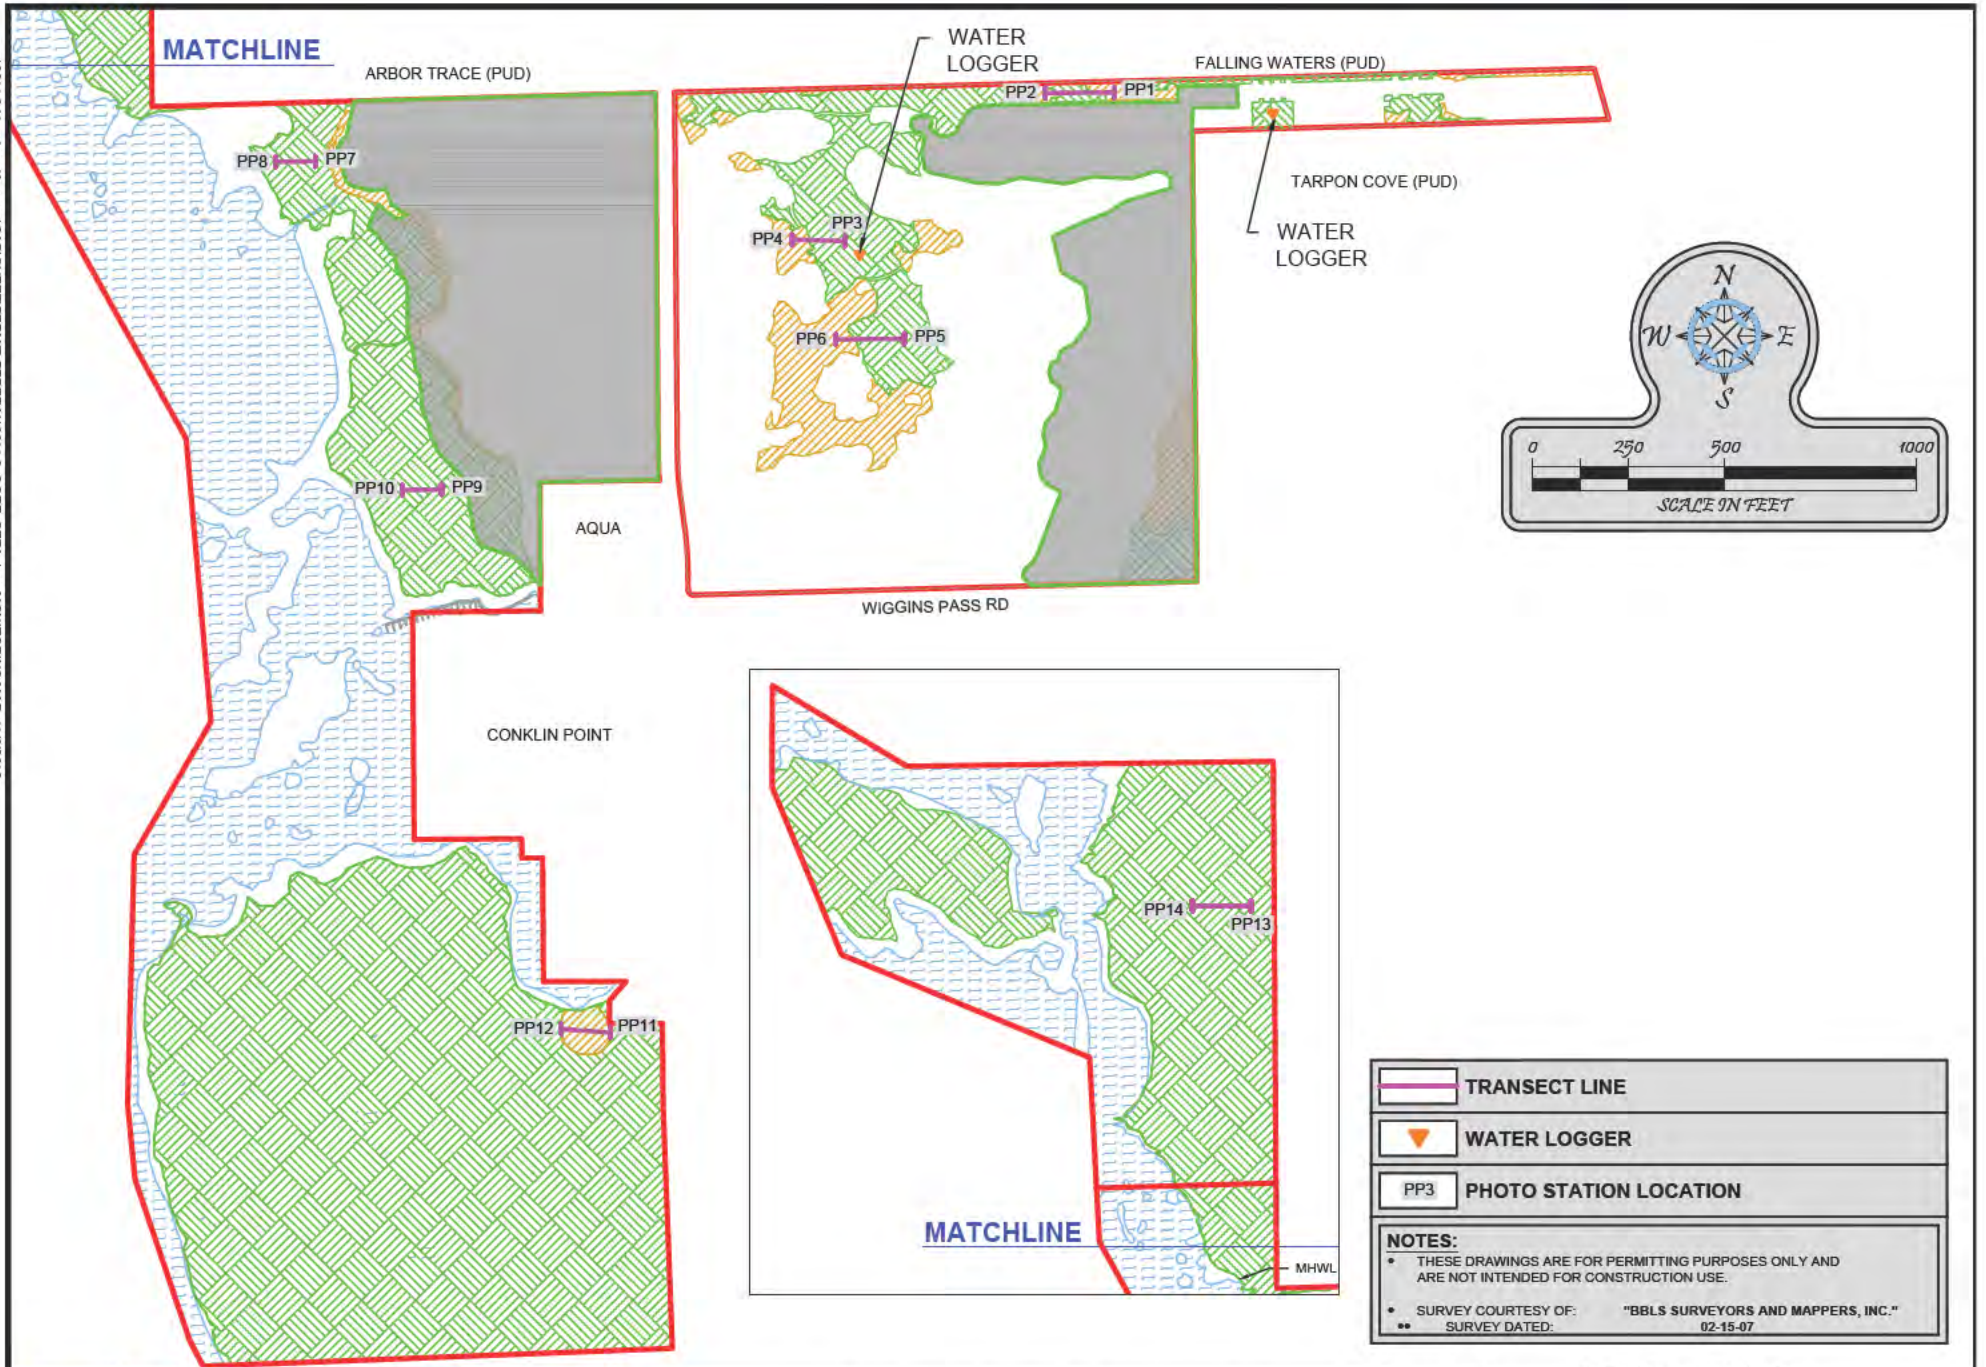 MATCHLINE
ARBOR TRACE (PUD)
WATER
LOGGER
FALLING WATERS (PUD)
PP2
PP1
PP8
PP7
TARPON COVE (PUD)
WATER
LOGGER
PP3
PP4
PP6
PP5
N
W
E
S
0
250
500
1000
SCALE IN FEET
PP10
PP9
AQUA
WIGGINS PASS RD
CONKLIN POINT
PP14
PP13
PP12
PP11
MATCHLINE
MHWL
TRANSECT LINE
WATER LOGGER
PP3
PHOTO STATION LOCATION
NOTES:
• THESE DRAWINGS ARE FOR PERMITTING PURPOSES ONLY AND
ARE NOT INTENDED FOR CONSTRUCTION USE.
• SURVEY COURTESY OF: "BBLS SURVEYORS AND MAPPERS, INC."
•• SURVEY DATED: 02-15-07